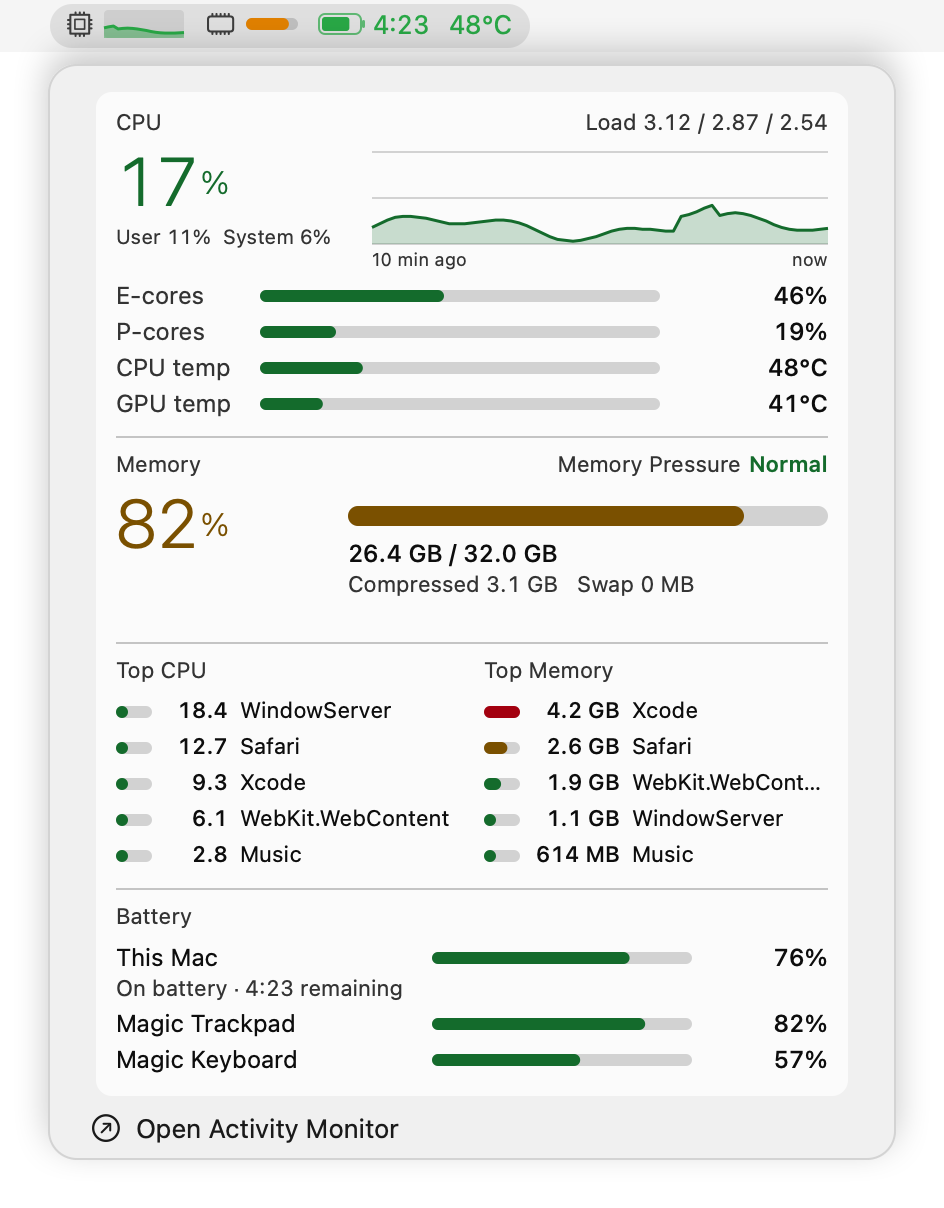 4:23 48°C
CPU Load 3.12 / 2.87 / 2.54
17%
User 11% System 6%
10 min ago now
E-cores 46%
P-cores 19%
CPU temp 48°C
GPU temp 41°C
Memory Memory Pressure Normal
82%
26.4 GB / 32.0 GB
Compressed 3.1 GB Swap 0 MB
Top CPU Top Memory
18.4 WindowServer 4.2 GB Xcode
12.7 Safari 2.6 GB Safari
9.3 Xcode 1.9 GB WebKit.WebCont...
6.1 WebKit.WebContent 1.1 GB WindowServer
2.8 Music 614 MB Music
Battery
This Mac 76%
On battery · 4:23 remaining
Magic Trackpad 82%
Magic Keyboard 57%
Open Activity Monitor